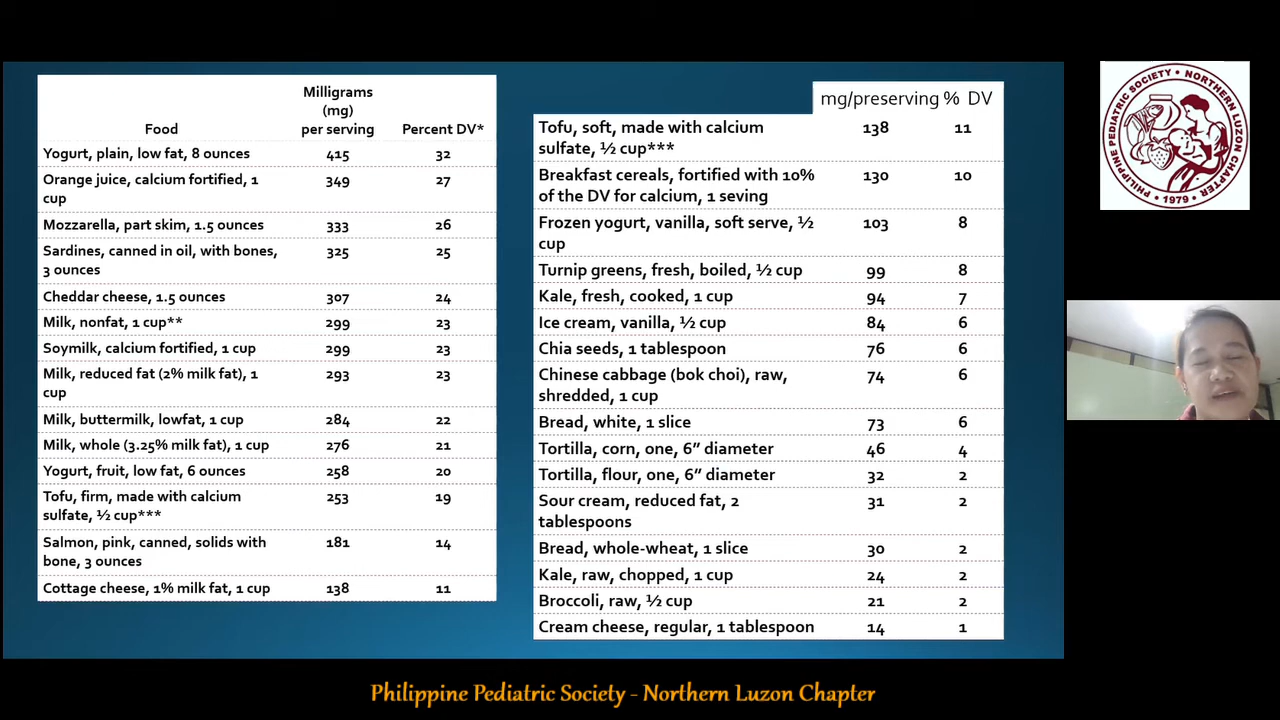 Milligrams
(mg)
Food per serving Percent DV*
Yogurt, plain, low fat, 8 ounces 415 32
Orange juice, calcium fortified, 1 349 27
cup
Mozzarella, part skim, 1.5 ounces 333 26
Sardines, canned in oil, with bones, 325 25
3 ounces
Cheddar cheese, 1.5 ounces 307 24
Milk, nonfat, 1 cup** 299 23
Soymilk, calcium fortified, 1 cup 299 23
Milk, reduced fat (2% milk fat), 1 293 23
cup
Milk, buttermilk, lowfat, 1 cup 284 22
Milk, whole (3.25% milk fat), 1 cup 276 21
Yogurt, fruit, low fat, 6 ounces 258 20
Tofu, firm, made with calcium 253 19
sulfate, ½ cup***
Salmon, pink, canned, solids with 181 14
bone, 3 ounces
Cottage cheese, 1% milk fat, 1 cup 138 11
mg/preserving % DV
Tofu, soft, made with calcium 138 11
sulfate, ½ cup***
Breakfast cereals, fortified with 10% 130 10
of the DV for calcium, 1 seving
Frozen yogurt, vanilla, soft serve, ½ 103 8
cup
Turnip greens, fresh, boiled, ½ cup 99 8
Kale, fresh, cooked, 1 cup 94 7
Ice cream, vanilla, ½ cup 84 6
Chia seeds, 1 tablespoon 76 6
Chinese cabbage (bok choi), raw, 74 6
shredded, 1 cup
Bread, white, 1 slice 73 6
Tortilla, corn, one, 6” diameter 46 4
Tortilla, flour, one, 6” diameter 32 2
Sour cream, reduced fat, 2 31 2
tablespoons
Bread, whole-wheat, 1 slice 30 2
Kale, raw, chopped, 1 cup 24 2
Broccoli, raw, ½ cup 21 2
Cream cheese, regular, 1 tablespoon 14 1
PHILIPPINE PEDIATRIC SOCIETY • NORTHERN LUZON CHAPTER
• 1979 •
Philippine Pediatric Society - Northern Luzon Chapter